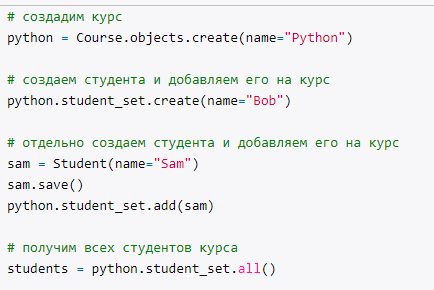 # создадим курс
python = Course.objects.create(name="Python")
# создаем студента и добавляем его на курс
python.student_set.create(name="Bob")
# отдельно создаем студента и добавляем его на курс
sam = Student(name="Sam")
sam.save()
python.student_set.add(sam)
# получим всех студентов курса
students = python.student_set.all()